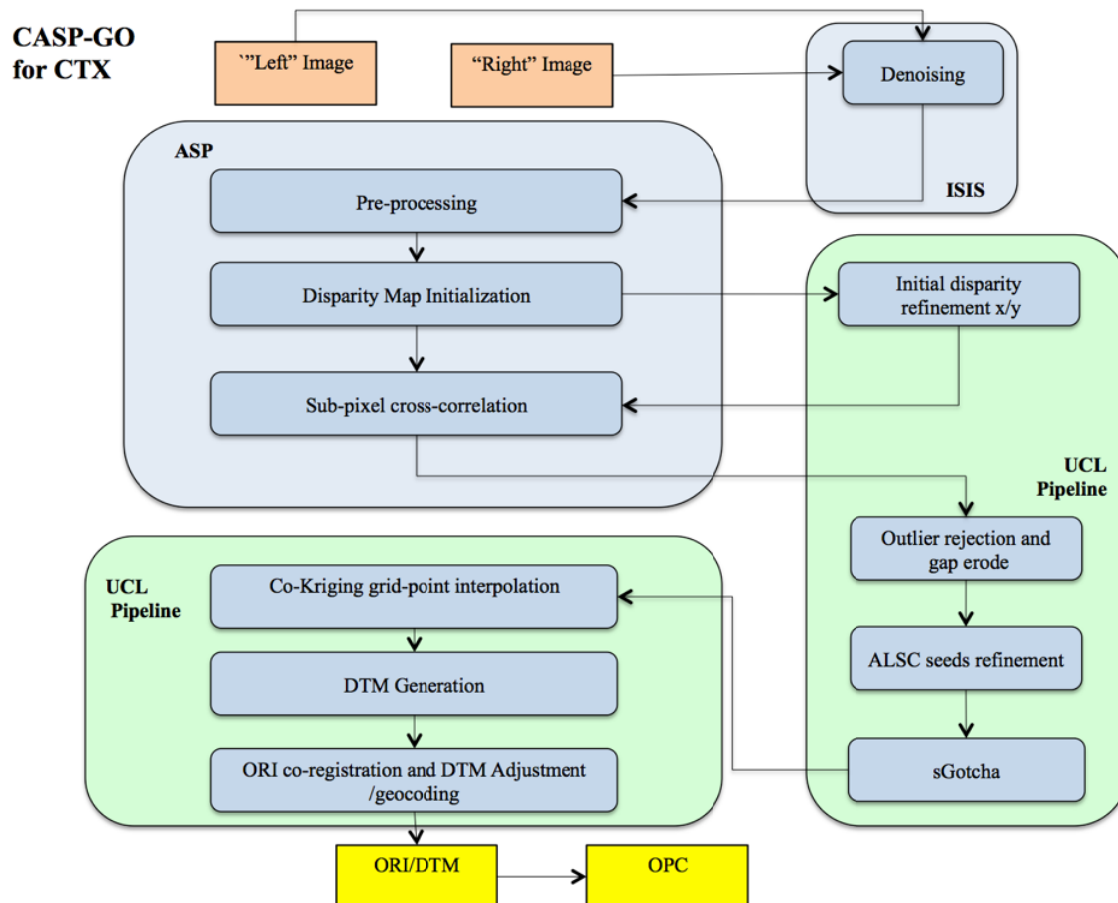 CASP-GO
for CTX
`”Left” Image
“Right” Image
Denoising
ISIS
ASP
Pre-processing
Disparity Map Initialization
Initial disparity
refinement x/y
Sub-pixel cross-correlation
UCL
Pipeline
Outlier rejection and
gap erode
ALSC seeds refinement
sGotcha
UCL
Pipeline
Co-Kriging grid-point interpolation
DTM Generation
ORI co-registration and DTM Adjustment
/geocoding
ORI/DTM
OPC